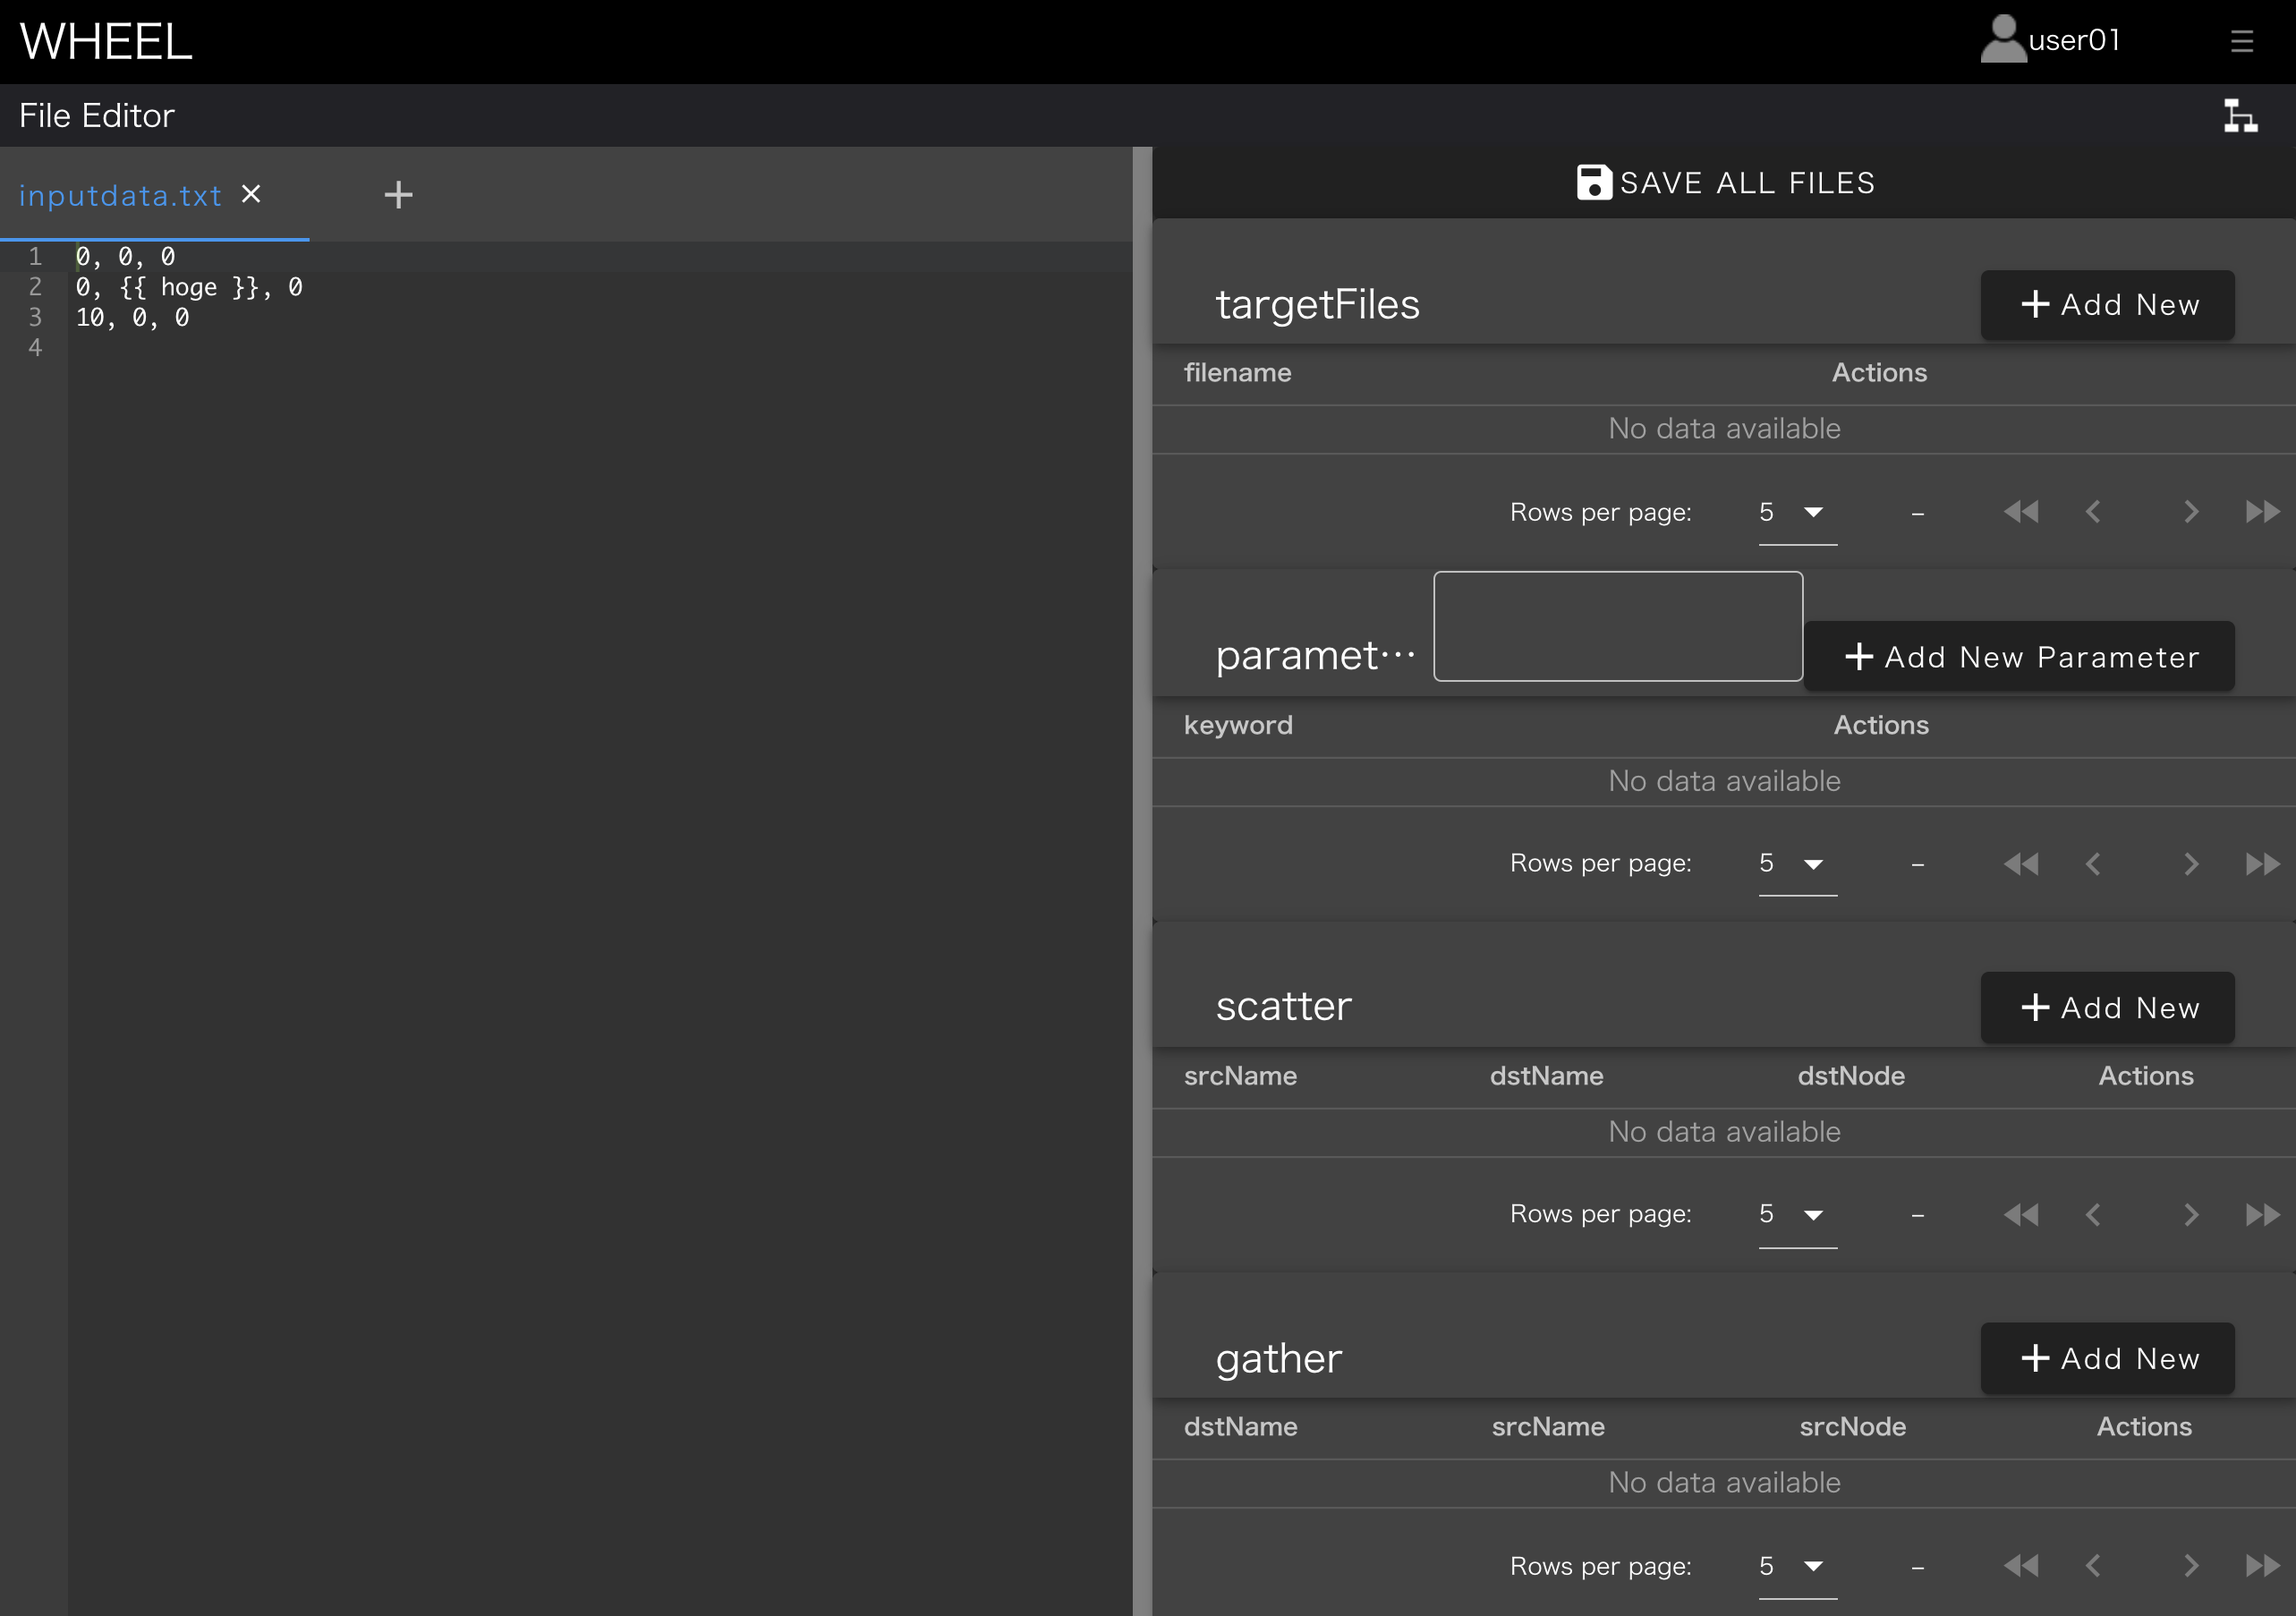 WHEEL
user01
File Editor
inputdata.txt
1 0, 0, 0
2 0, {{ hoge }}, 0
3 10, 0, 0
4
SAVE ALL FILES
targetFiles
Add New
filename Actions
No data available
Rows per page: 5 –
paramet…
Add New Parameter
keyword Actions
No data available
Rows per page: 5 –
scatter
Add New
srcName dstName dstNode Actions
No data available
Rows per page: 5 –
gather
Add New
dstName srcName srcNode Actions
No data available
Rows per page: 5 –